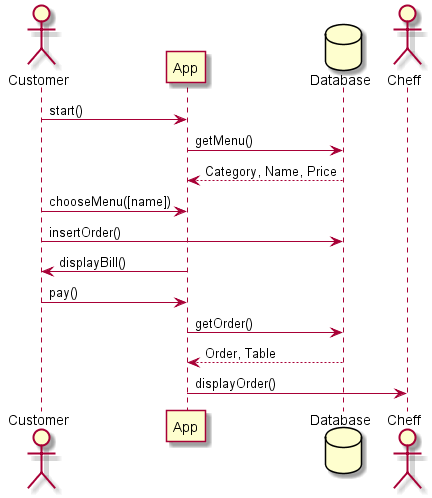 Customer
App
Database
Cheff
start()
getMenu()
Category, Name, Price
chooseMenu([name])
insertOrder()
displayBill()
pay()
getOrder()
Order, Table
displayOrder()
Customer
App
Database
Cheff